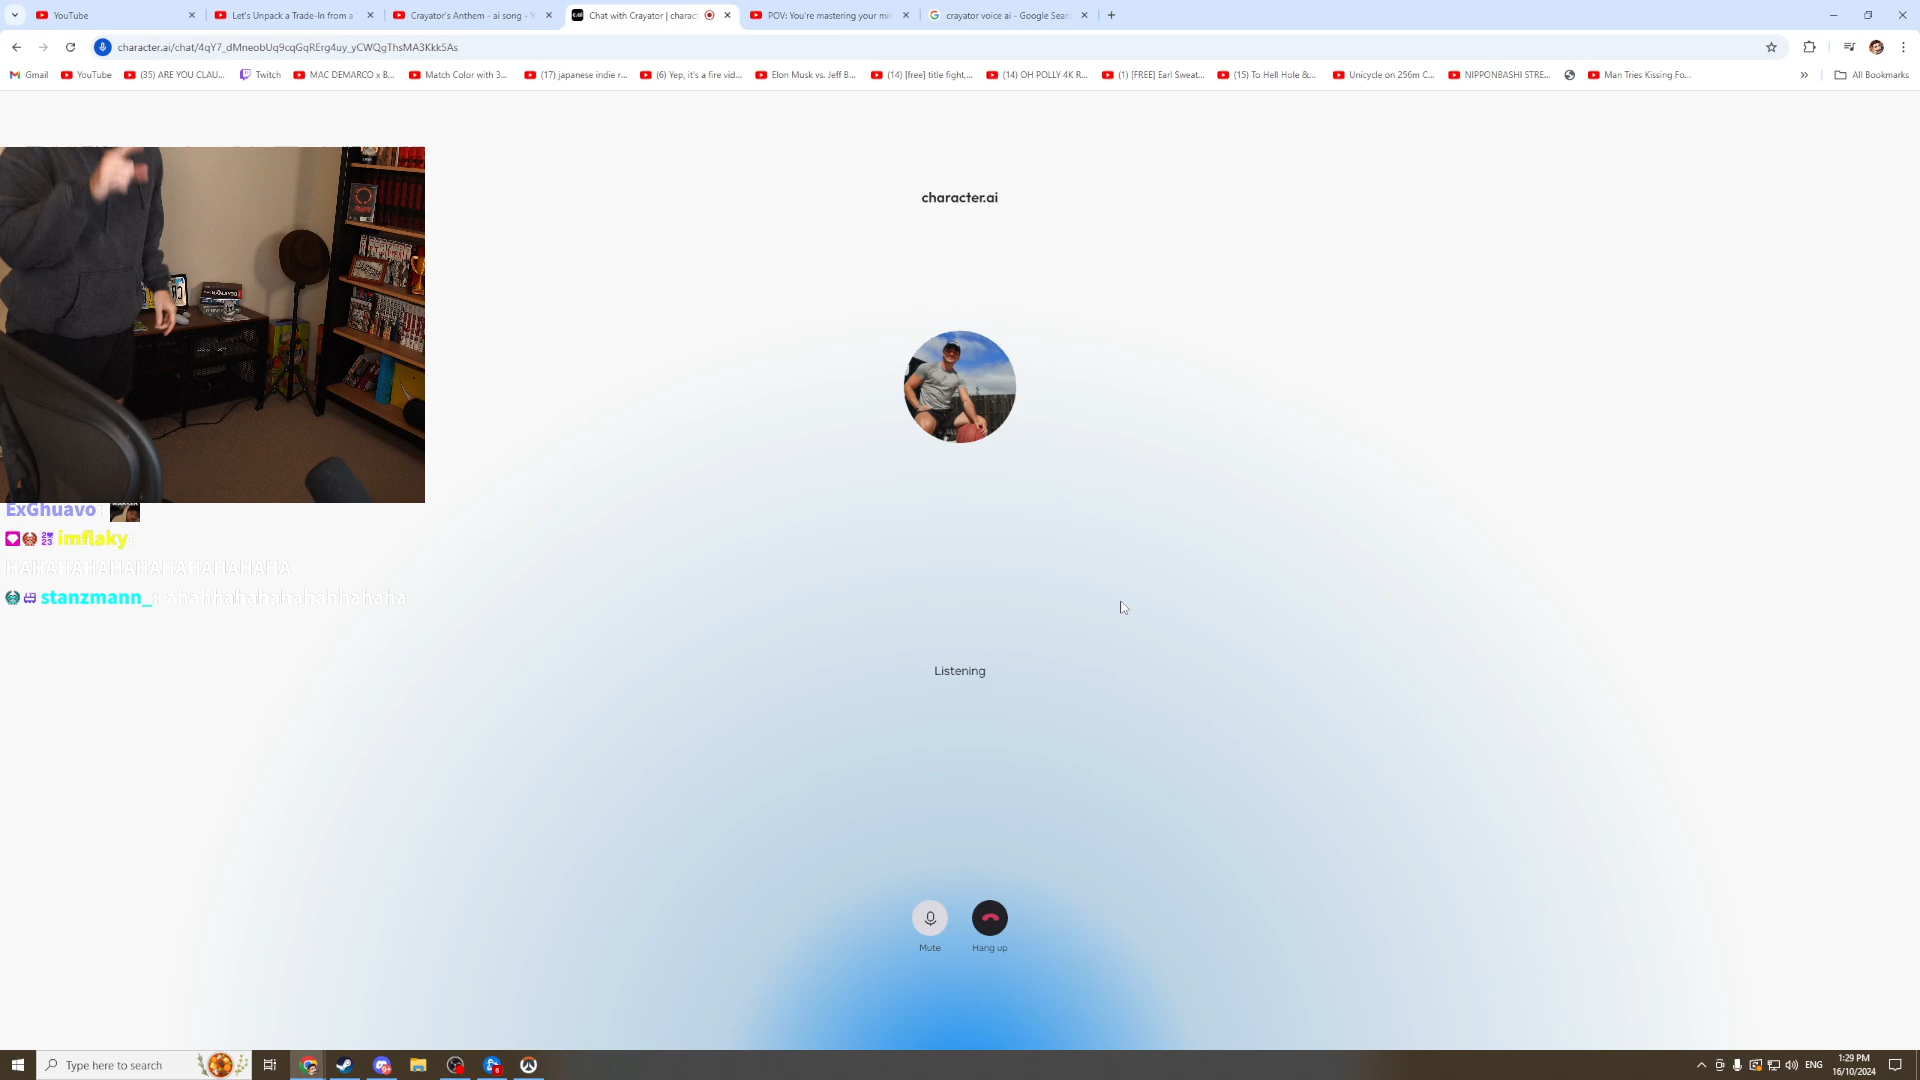 YouTube
Let's Unpack a Trade-In from a
Crayator's Anthem - ai song - Y
Chat with Crayator | charact
POV: You're mastering your mi
crayator voice ai - Google Sear
character.ai/chat/4qY7_dMneobUq9cqGqRErg4uy_yCWQgThsMA3Kkk5As
Gmail
YouTube
(35) ARE YOU CLAU...
Twitch
MAC DEMARCO x B...
Match Color with 3...
(17) japanese indie r...
(6) Yep, it's a fire vid...
Elon Musk vs. Jeff B...
(14) [free] title fight,...
(14) OH POLLY 4K R...
(1) [FREE] Earl Sweat...
(15) To Hell Hole &...
Unicycle on 256m C...
NIPPONBASHI STRE...
Man Tries Kissing Fo...
All Bookmarks
character.ai
ExGhuavo
imflaky:
HAHAHAHAHAHAHAHAHAHAHA
stanzmann_: ahahhahahahahahhahaha
Listening
Mute
Hang up
Type here to search
ENG
1:29 PM
16/10/2024